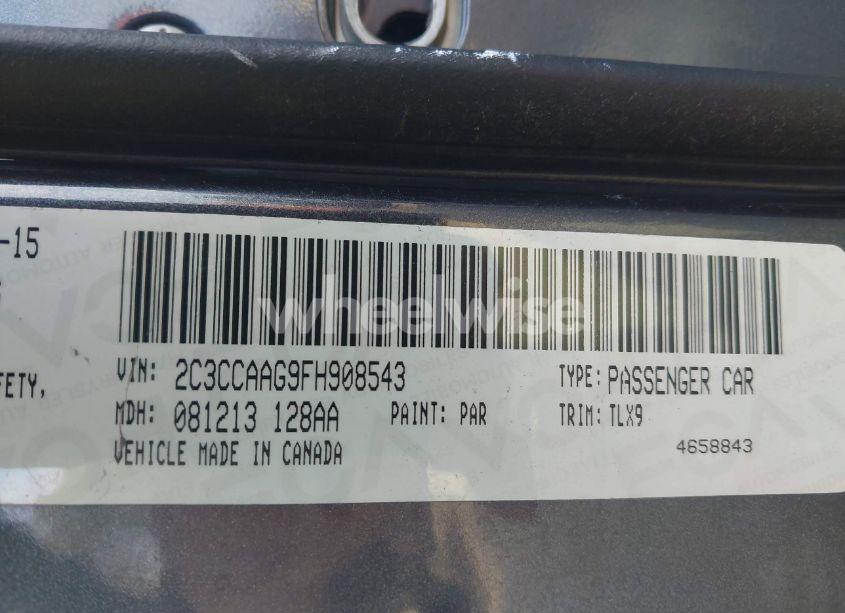 -15
wheelwise
FETY,
VIN: 2C3CCAAG9FH908543
TYPE: PASSENGER CAR
MDH: 081213 128AA
PAINT: PAR
TRIM: TLX9
VEHICLE MADE IN CANADA
4658843